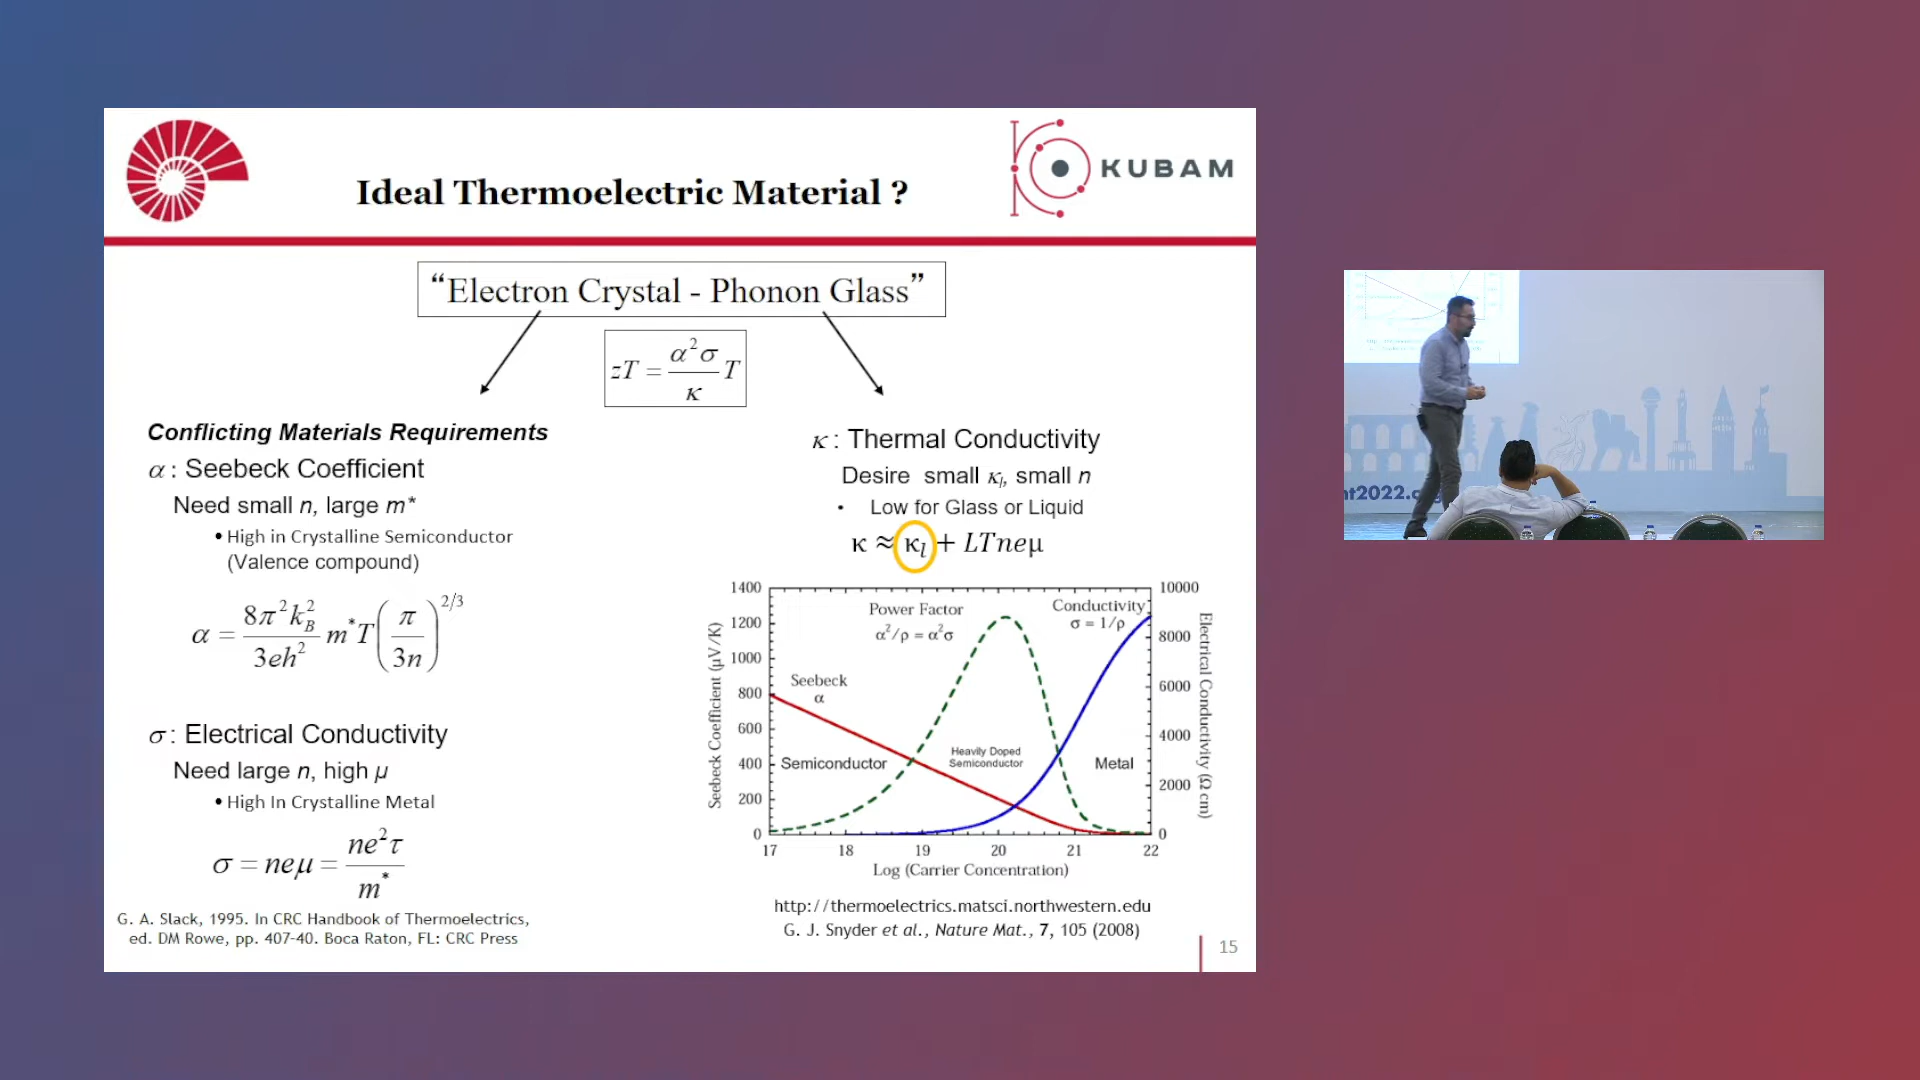 KUBAM
Ideal Thermoelectric Material ?
“Electron Crystal - Phonon Glass”
zT = α²σ/κ T
Conflicting Materials Requirements
α : Seebeck Coefficient
Need small n, large m*
• High in Crystalline Semiconductor
(Valence compound)
α = 8π²k_B²/3eh² m*T(π/3n)^2/3
σ : Electrical Conductivity
Need large n, high μ
• High In Crystalline Metal
σ = neμ = ne²τ/m*
G. A. Slack, 1995. In CRC Handbook of Thermoelectrics,
ed. DM Rowe, pp. 407-40. Boca Raton, FL: CRC Press
κ : Thermal Conductivity
Desire small κ_l, small n
• Low for Glass or Liquid
κ ≈ κ_l + LTneμ
1400
1200
1000
800
600
400
200
0
Seebeck Coefficient (μV/K)
Power Factor
α²/ρ = α²σ
Conductivity
σ = 1/ρ
Seebeck
α
Semiconductor
Heavily Doped
Semiconductor
Metal
10000
8000
6000
4000
2000
0
Electrical Conductivity (Ω cm)
17 18 19 20 21 22
Log (Carrier Concentration)
http://thermoelectrics.matsci.northwestern.edu
G. J. Snyder et al., Nature Mat., 7, 105 (2008)
15
nt2022.org